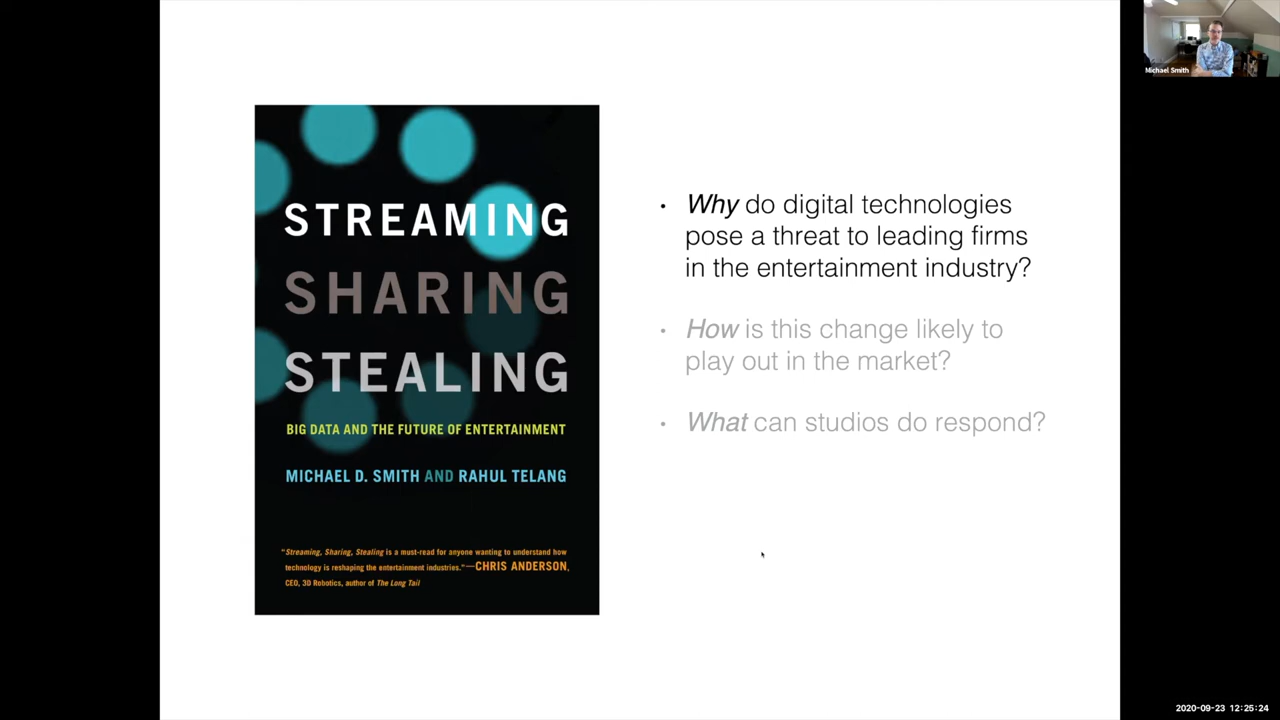 Michael Smith
STREAMING
SHARING
STEALING
BIG DATA AND THE FUTURE OF ENTERTAINMENT
MICHAEL D. SMITH AND RAHUL TELANG
"Streaming, Sharing, Stealing is a must-read for anyone wanting to understand how
technology is reshaping the entertainment industries."—CHRIS ANDERSON,
CEO, 3D Robotics, author of The Long Tail
• Why do digital technologies
pose a threat to leading firms
in the entertainment industry?
• How is this change likely to
play out in the market?
• What can studios do respond?
2020-09-23 12:25:24